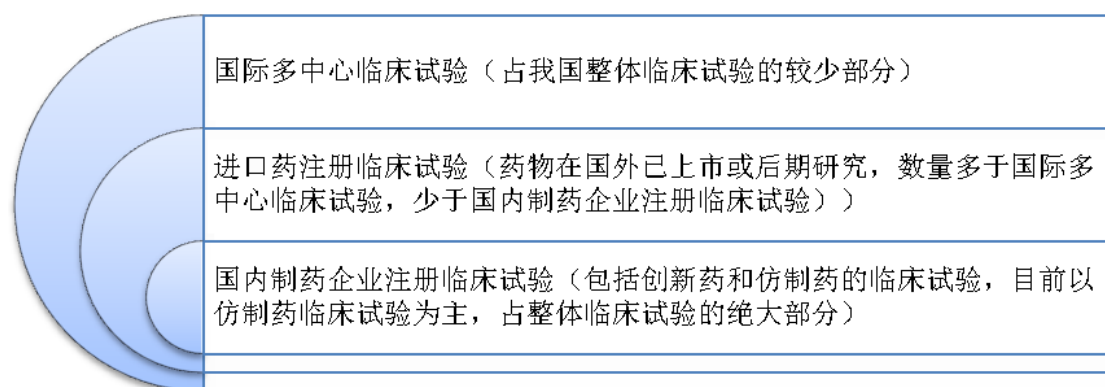 国际多中心临床试验（占我国整体临床试验的较少部分）
进口药注册临床试验（药物在国外已上市或后期研究，数量多于国际多
中心临床试验，少于国内制药企业注册临床试验））
国内制药企业注册临床试验（包括创新药和仿制药的临床试验，目前以
仿制药临床试验为主，占整体临床试验的绝大部分）